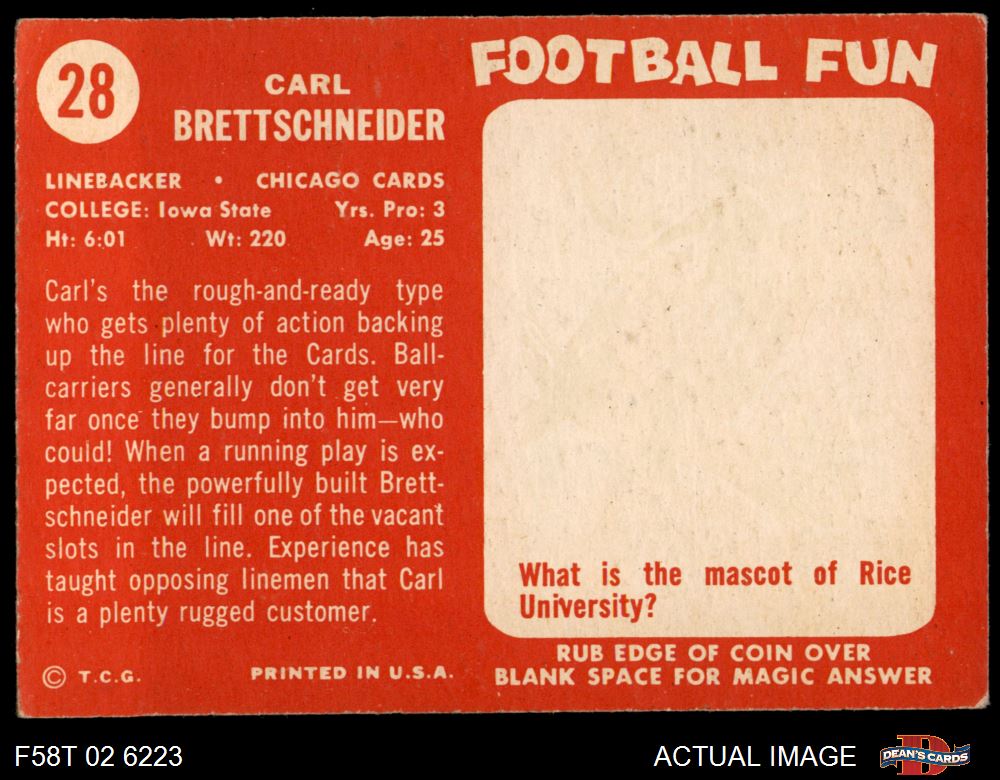 28
CARL
BRETTSCHNEIDER
LINEBACKER • CHICAGO CARDS
COLLEGE: Iowa State Yrs. Pro: 3
Ht: 6:01 Wt: 220 Age: 25
Carl's the rough-and-ready type
who gets plenty of action backing
up the line for the Cards. Ball-
carriers generally don't get very
far once they bump into him—who
could! When a running play is ex-
pected, the powerfully built Brett-
schneider will fill one of the vacant
slots in the line. Experience has
taught opposing linemen that Carl
is a plenty rugged customer.
© T.C.G. PRINTED IN U.S.A.
FOOTBALL FUN
What is the mascot of Rice
University?
RUB EDGE OF COIN OVER
BLANK SPACE FOR MAGIC ANSWER
F58T 02 6223 ACTUAL IMAGE
DEAN'S CARDS